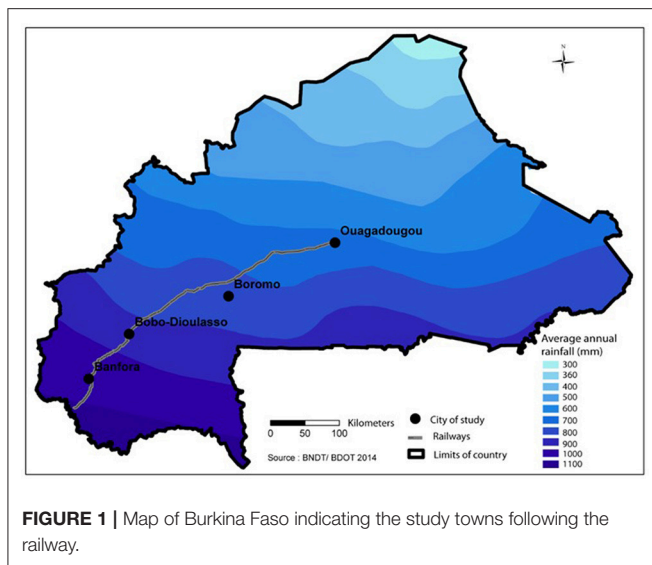 N
Ouagadougou
Boromo
Bobo-Dioulasso
Banfora
Average annual
rainfall (mm)
300
360
400
500
600
700
800
900
1000
1100
Kilometers
0 50 100
City of study
Railways
Limits of country
Source : BNDT/ BDOT 2014
FIGURE 1 | Map of Burkina Faso indicating the study towns following the
railway.